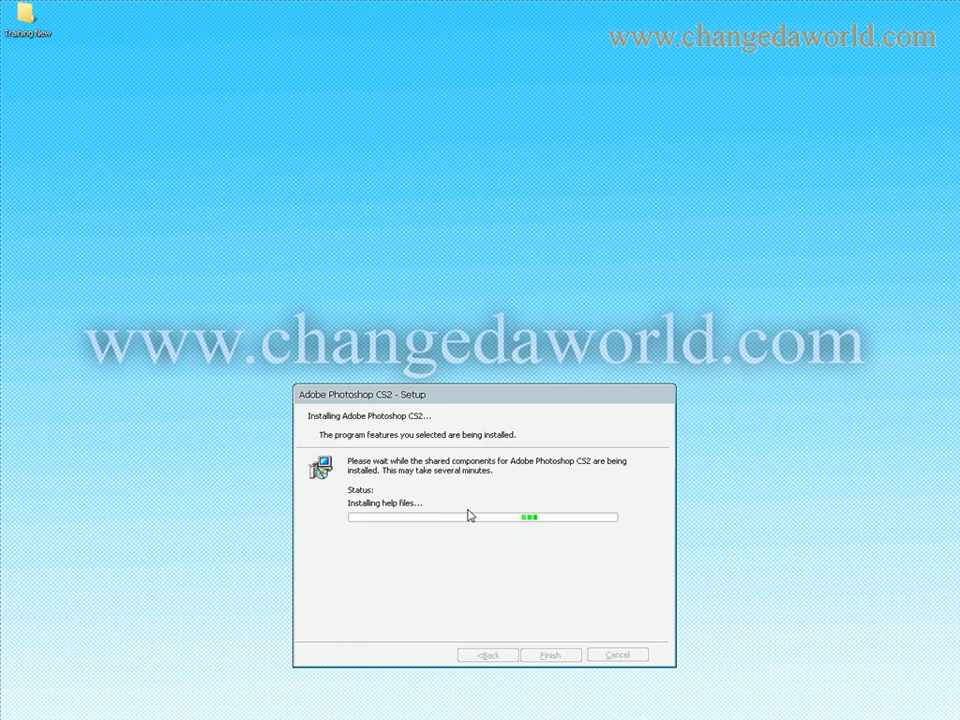 Training New
www.changedaworld.com
www.changedaworld.com
Adobe Photoshop CS2 - Setup
Installing Adobe Photoshop CS2...
The program features you selected are being installed.
Please wait while the shared components for Adobe Photoshop CS2 are being
installed. This may take several minutes.
Status:
Installing help files...
<Back Finish Cancel